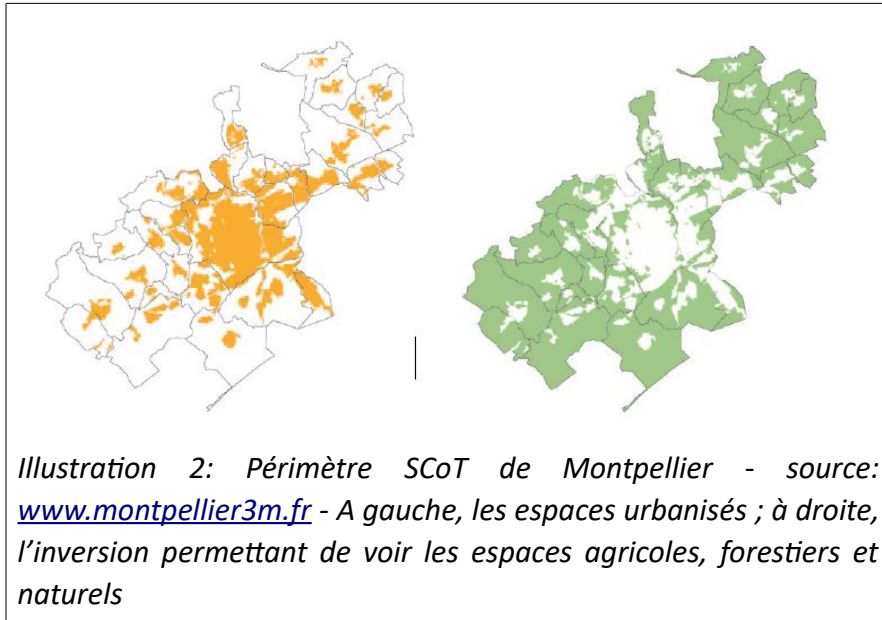 Illustration 2: Périmètre SCoT de Montpellier - source:
www.montpellier3m.fr - A gauche, les espaces urbanisés ; à droite,
l’inversion permettant de voir les espaces agricoles, forestiers et
naturels